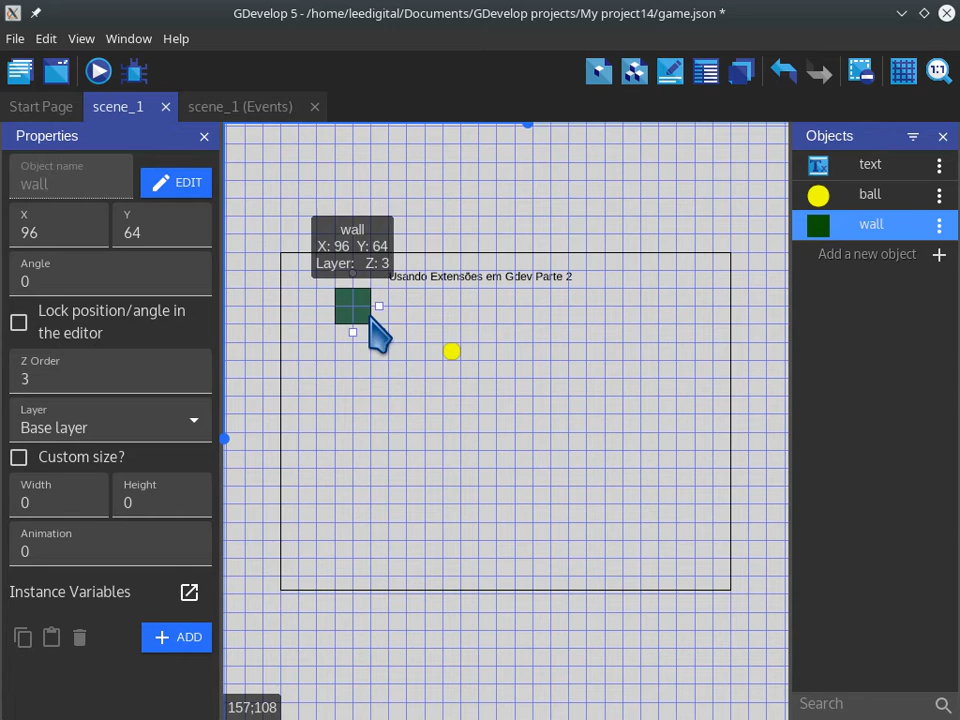 GDevelop 5 - /home/leedigital/Documents/GDevelop projects/My project14/game.json *
File Edit View Window Help
1:1
Start Page scene_1 scene_1 (Events)
Properties
Object name
wall
EDIT
X
96
Y
64
Angle
0
Lock position/angle in
the editor
Z Order
3
Layer
Base layer
Custom size?
Width
0
Height
0
Animation
0
Instance Variables
ADD
wall
X: 96 Y: 64
Layer: Z: 3
Usando Extensões em Gdev Parte 2
157;108
Objects
text
ball
wall
Add a new object
Search